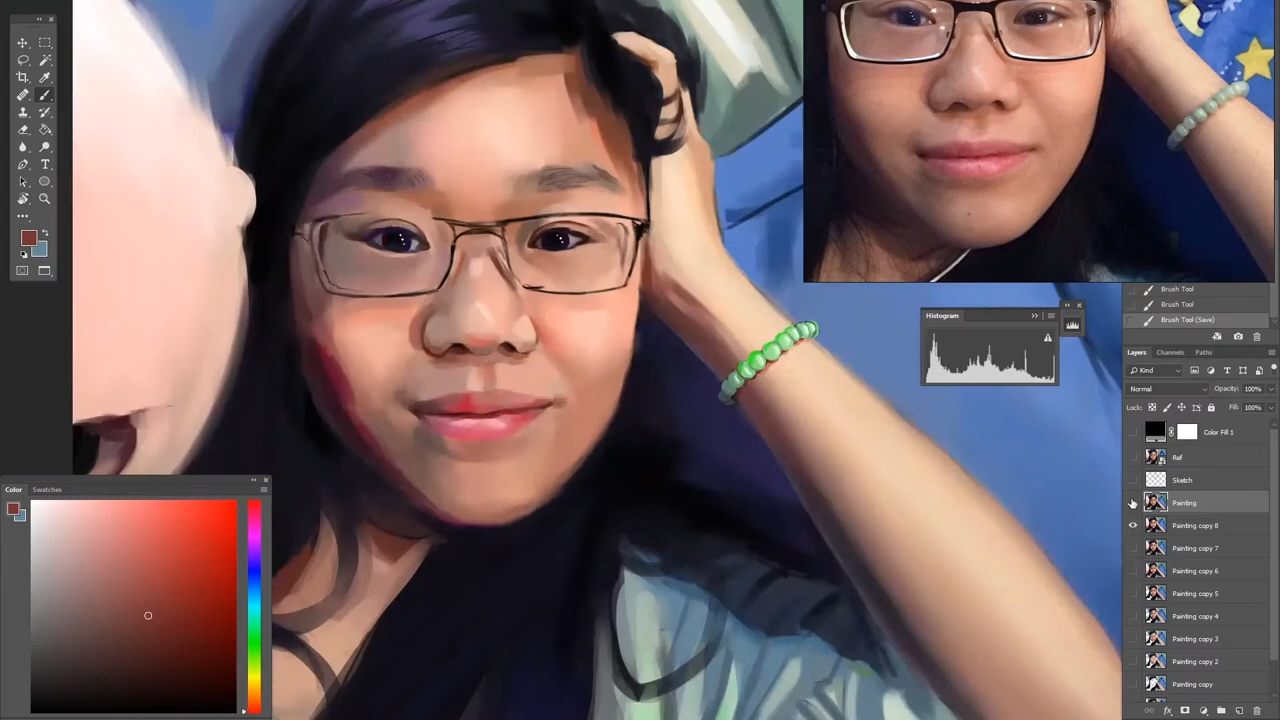 Brush Tool
Brush Tool
Brush Tool (Save)
Histogram
Layers Channels Paths
Kind
Normal Opacity: 100%
Lock: Fill: 100%
Color Fill 1
Ref
Sketch
Painting
Painting copy 8
Painting copy 7
Painting copy 6
Painting copy 5
Painting copy 4
Painting copy 3
Painting copy 2
Painting copy
Color Swatches
T
fx